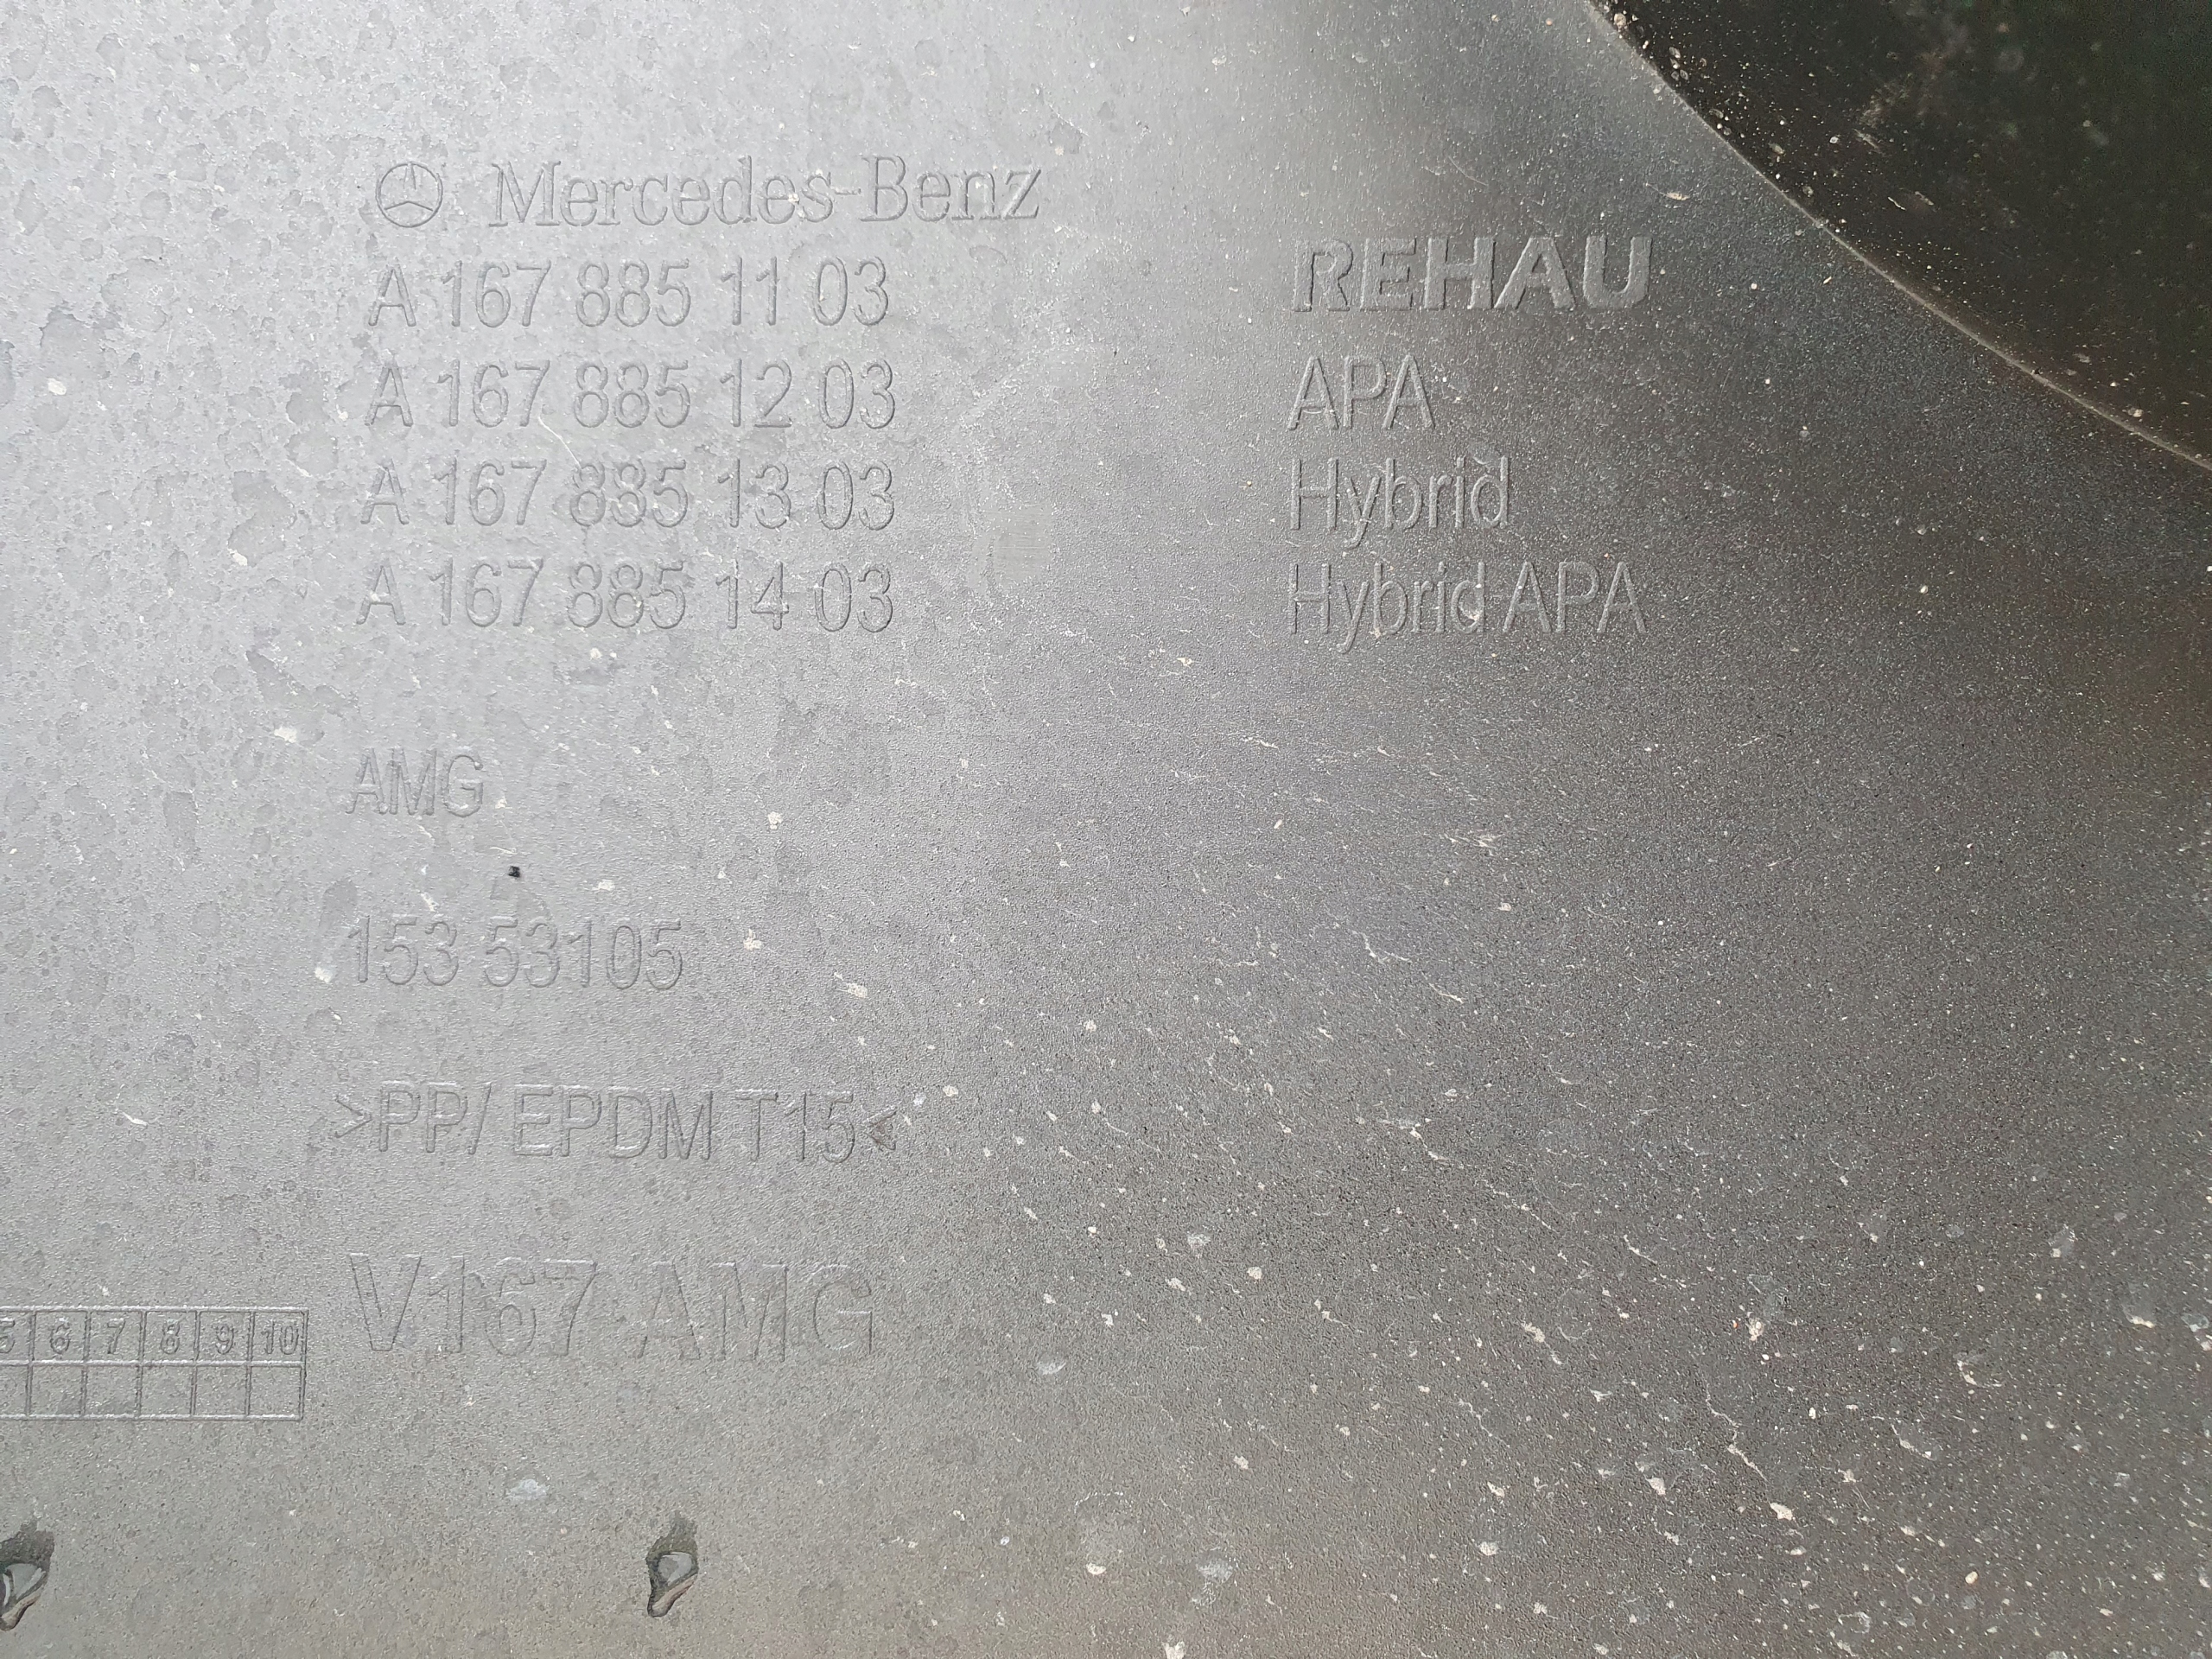 Mercedes-Benz
A 167 885 11 03
REHAU
A 167 885 12 03
APA
A 167 885 13 03
Hybrid
A 167 885 14 03
Hybrid APA
AMG
153 53105
>PP/ EPDM T15<
V167 AMG
5 6 7 8 9 10